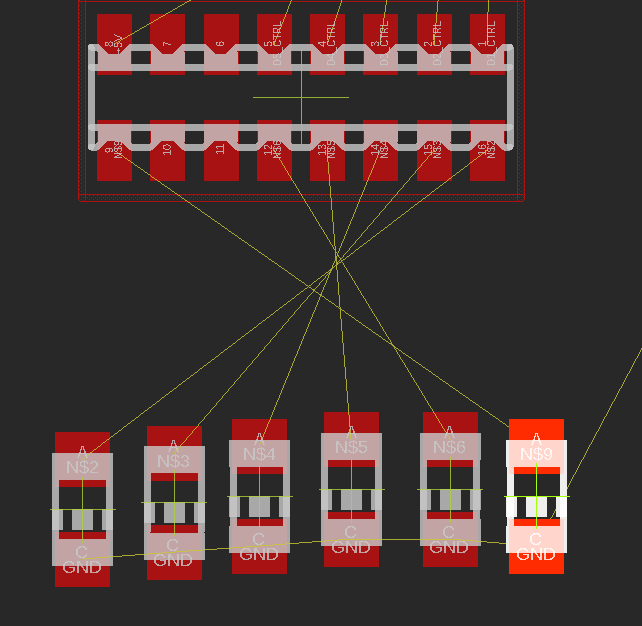 8 +5V
7
6
5 D5_CTRL
4 D4_CTRL
3 D3_CTRL
2 D2_CTRL
1 D1_CTRL
9 N$9
10
11
12 N$6
13 N$5
14 N$4
15 N$3
16 N$2
A A A A A A
N$2 N$3 N$4 N$5 N$6 N$9
C C C C C C
GND GND GND GND GND GND